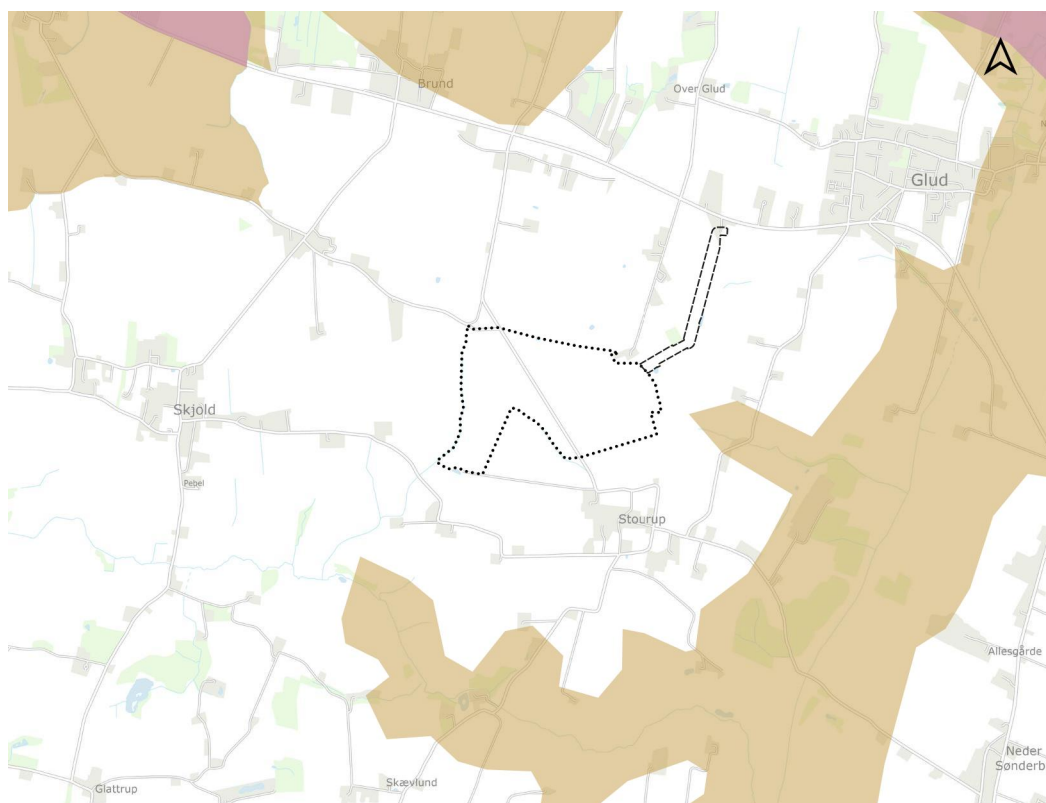 Brund
Over Glud
Glud
Skjold
Pebel
Stourup
Allesgårde
Neder
Sønderb
Skævlund
Glattrup